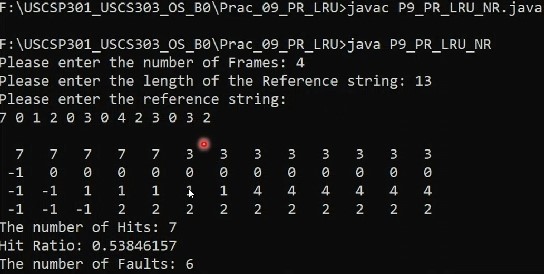 F:\USCSP301_USCS303_OS_B0\Prac_09_PR_LRU>javac P9_PR_LRU_NR.java
F:\USCSP301_USCS303_OS_B0\Prac_09_PR_LRU>java P9_PR_LRU_NR
Please enter the number of Frames: 4
Please enter the length of the Reference string: 13
Please enter the reference string:
7 0 1 2 0 3 0 4 2 3 0 3 2
7 7 7 7 7 3 3 3 3 3 3 3 3
-1 0 0 0 0 0 0 0 0 0 0 0 0
-1 -1 1 1 1 1 1 4 4 4 4 4 4
-1 -1 -1 2 2 2 2 2 2 2 2 2 2
The number of Hits: 7
Hit Ratio: 0.53846157
The number of Faults: 6